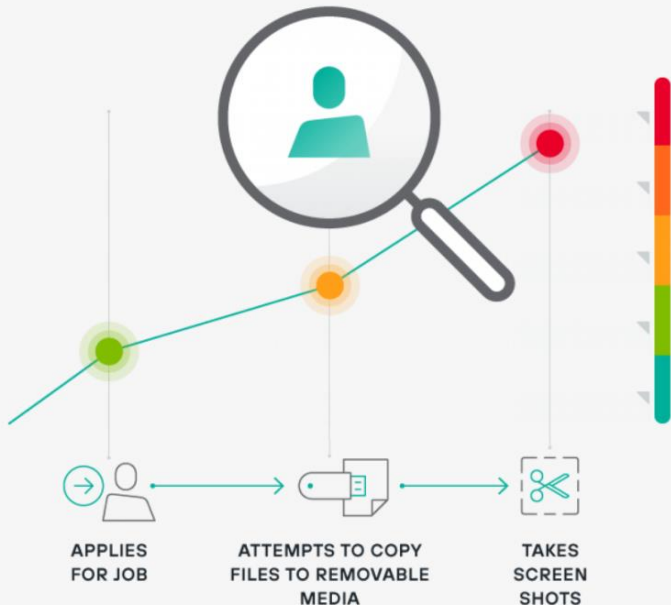 APPLIES
FOR JOB
ATTEMPTS TO COPY
FILES TO REMOVABLE
MEDIA
TAKES
SCREEN
SHOTS